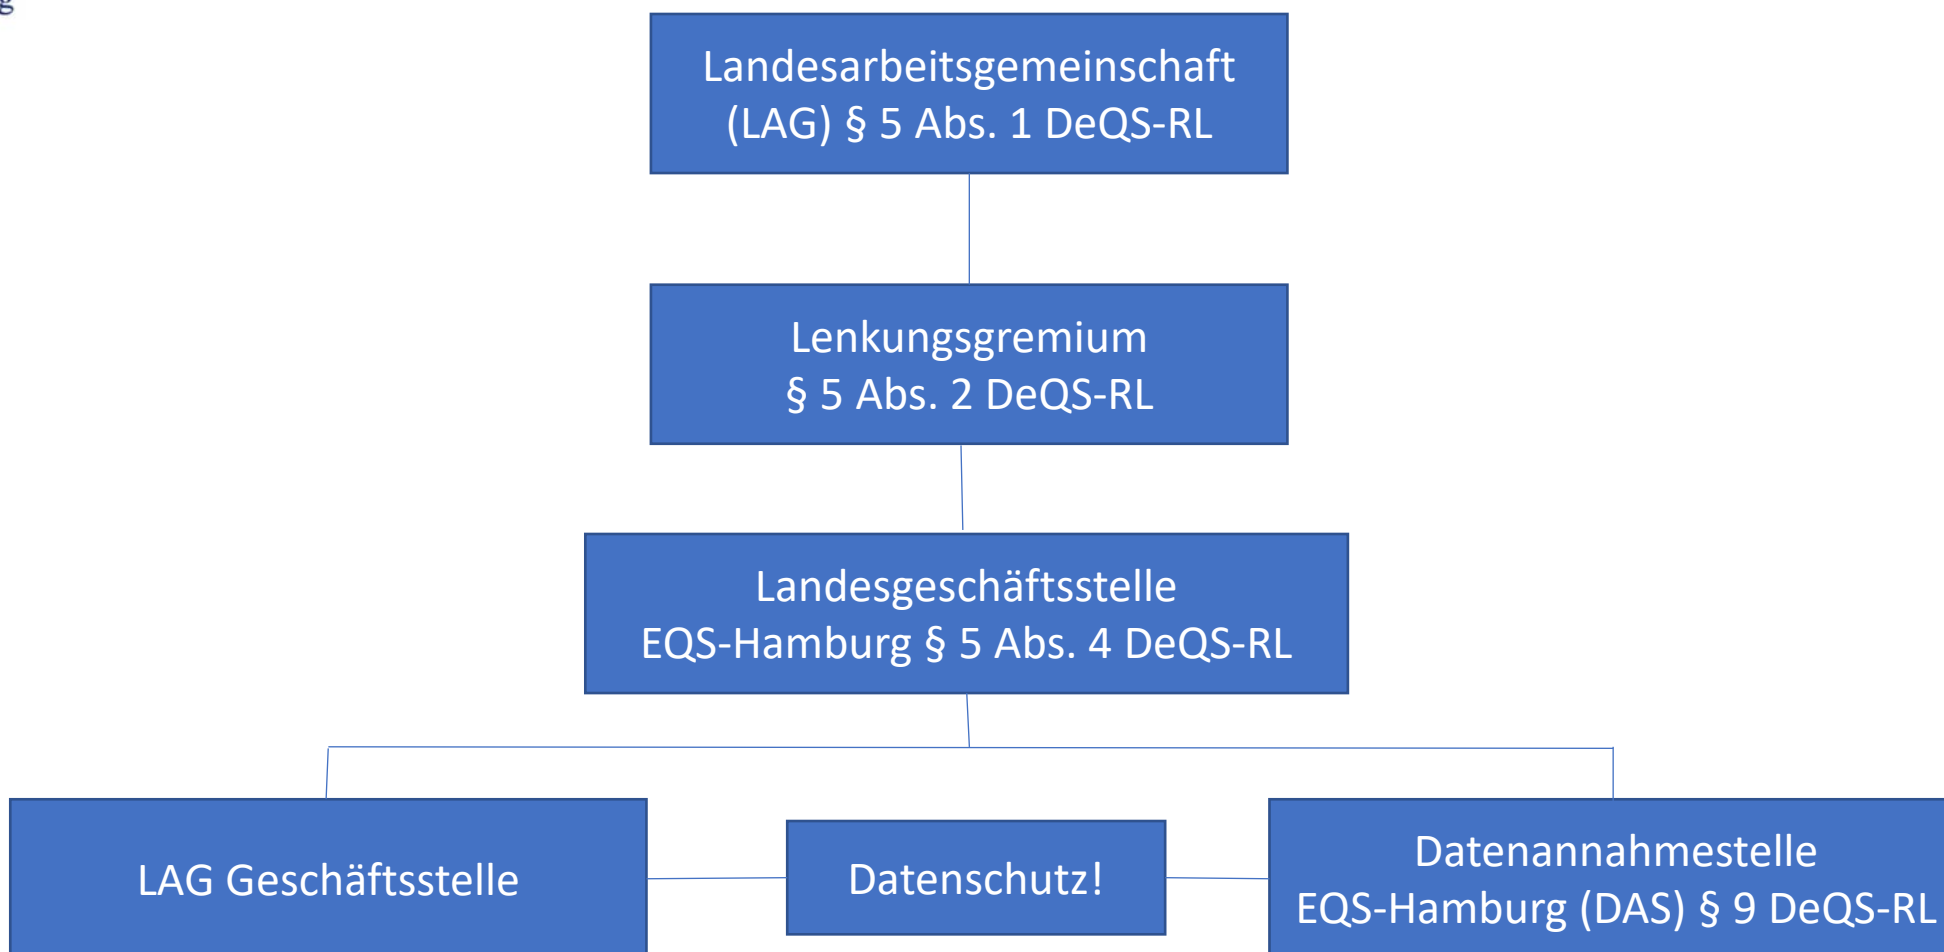 Landesarbeitsgemeinschaft
(LAG) § 5 Abs. 1 DeQS-RL
Lenkungsgremium
§ 5 Abs. 2 DeQS-RL
Landesgeschäftsstelle
EQS-Hamburg § 5 Abs. 4 DeQS-RL
LAG Geschäftsstelle
Datenschutz!
Datenannahmestelle
EQS-Hamburg (DAS) § 9 DeQS-RL